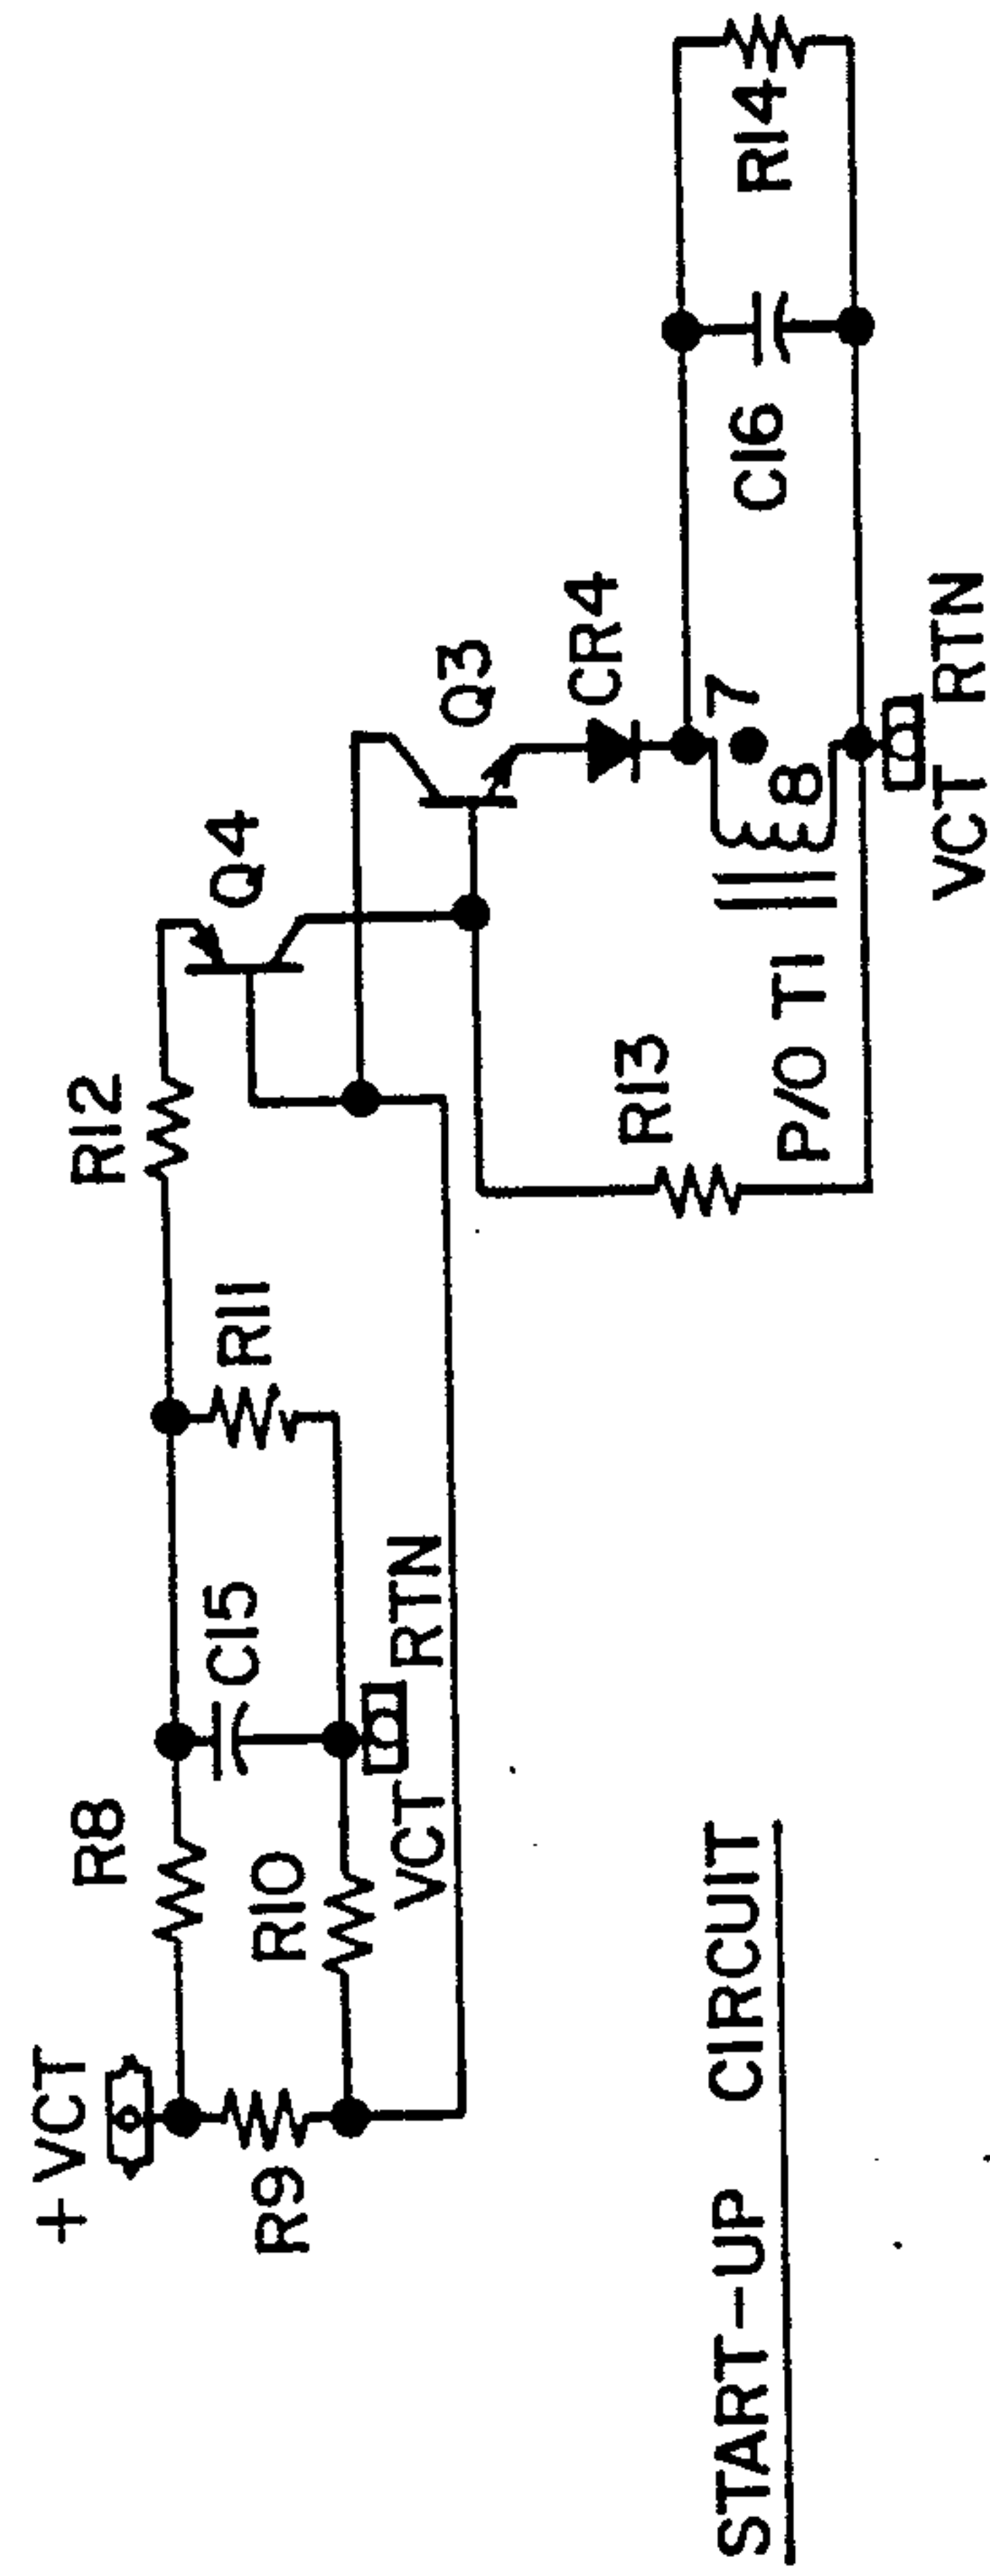 + VCT
R8
R9
R10
C15
VCT RTN
R11
R12
Q4
Q3
R13
CR4
P/O T1
7
8
VCT RTN
C16
R14
START-UP CIRCUIT